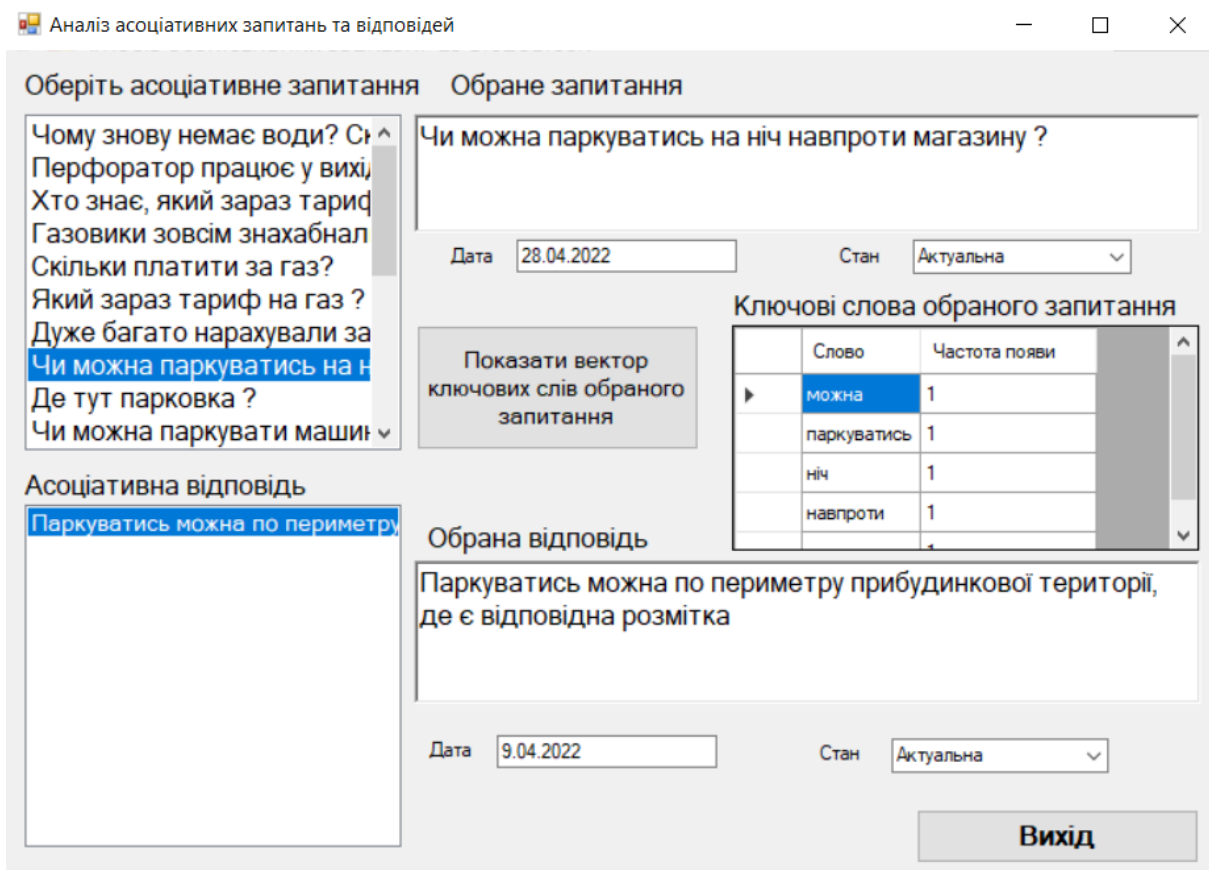 Аналіз асоціативних запитань та відповідей
Оберіть асоціативне запитання
Обране запитання
Чому знову немає води?
Перфоратор працює у
Хто знає, який зараз тариф
Газовики зовсім
Скільки платити за газ?
Який зараз тариф на газ ?
Дуже багато нарахували за
Чи можна паркуватись на
Де тут парковка ?
Чи можна паркувати
Чи можна паркуватись на ніч навпроти магазину ?
Дата 28.04.2022 Стан Актуальна
Показати вектор
ключових слів обраного
запитання
Ключові слова обраного запитання
Слово Частота появи
можна 1
паркуватись 1
ніч 1
навпроти 1
Асоціативна відповідь
Паркуватись можна по периметру
Обрана відповідь
Паркуватись можна по периметру прибудинкової території,
де є відповідна розмітка
Дата 9.04.2022 Стан Актуальна
Вихід